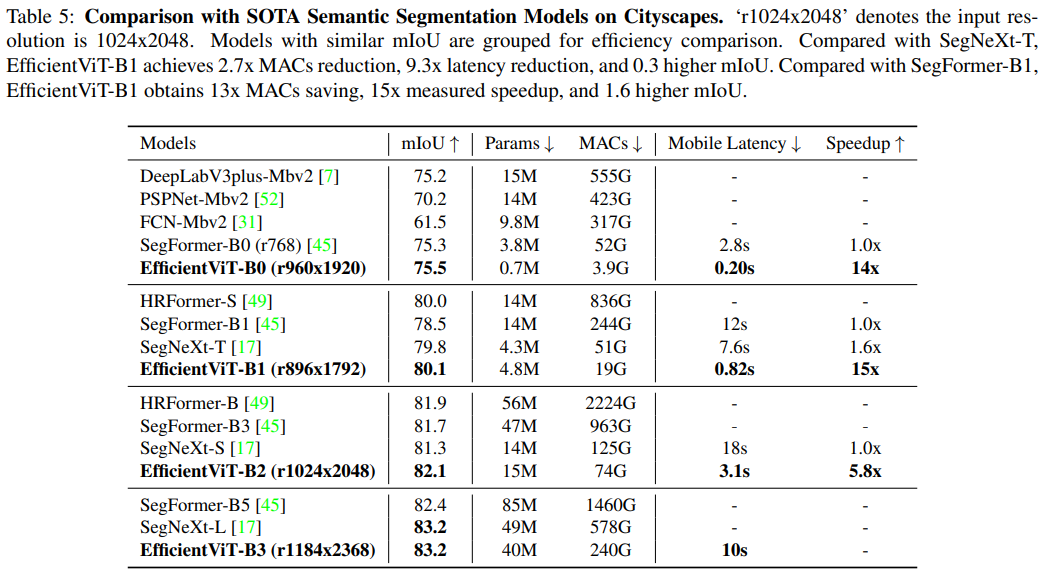 Table 5: Comparison with SOTA Semantic Segmentation Models on Cityscapes. ‘r1024x2048’ denotes the input res-
olution is 1024x2048. Models with similar mIoU are grouped for efficiency comparison. Compared with SegNeXt-T,
EfficientViT-B1 achieves 2.7x MACs reduction, 9.3x latency reduction, and 0.3 higher mIoU. Compared with SegFormer-B1,
EfficientViT-B1 obtains 13x MACs saving, 15x measured speedup, and 1.6 higher mIoU.
Models mIoU ↑ Params ↓ MACs ↓ Mobile Latency ↓ Speedup ↑
DeepLabV3plus-Mbv2 [7] 75.2 15M 555G - -
PSPNet-Mbv2 [52] 70.2 14M 423G - -
FCN-Mbv2 [31] 61.5 9.8M 317G - -
SegFormer-B0 (r768) [45] 75.3 3.8M 52G 2.8s 1.0x
EfficientViT-B0 (r960x1920) 75.5 0.7M 3.9G 0.20s 14x
HRFormer-S [49] 80.0 14M 836G - -
SegFormer-B1 [45] 78.5 14M 244G 12s 1.0x
SegNeXt-T [17] 79.8 4.3M 51G 7.6s 1.6x
EfficientViT-B1 (r896x1792) 80.1 4.8M 19G 0.82s 15x
HRFormer-B [49] 81.9 56M 2224G - -
SegFormer-B3 [45] 81.7 47M 963G - -
SegNeXt-S [17] 81.3 14M 125G 18s 1.0x
EfficientViT-B2 (r1024x2048) 82.1 15M 74G 3.1s 5.8x
SegFormer-B5 [45] 82.4 85M 1460G - -
SegNeXt-L [17] 83.2 49M 578G - -
EfficientViT-B3 (r1184x2368) 83.2 40M 240G 10s -